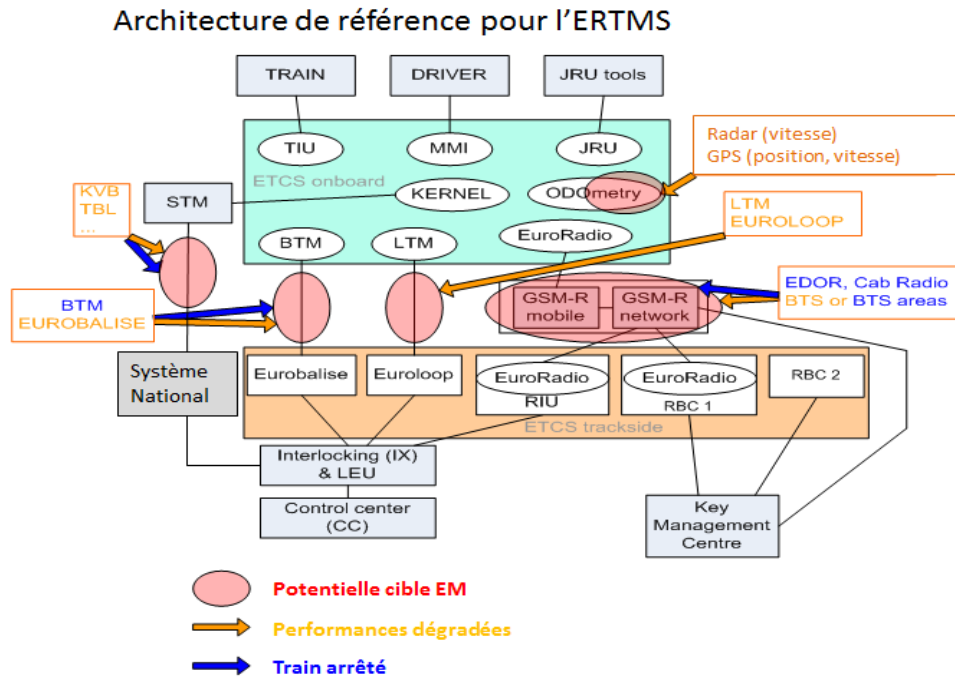 Architecture de référence pour l'ERTMS
TRAIN
DRIVER
JRU tools
TIU
MMI
JRU
Radar (vitesse)
GPS (position, vitesse)
ETCS onboard
KVB
TBL
...
STM
KERNEL
ODOmetry
LTM
EUROLOOP
BTM
LTM
EuroRadio
EDOR, Cab Radio
BTS or BTS areas
BTM
EUROBALISE
GSM-R
mobile
GSM-R
network
Système
National
Eurobalise
Euroloop
EuroRadio
RIU
EuroRadio
RBC 1
RBC 2
ETCS trackside
Interlocking (IX)
& LEU
Control center
(CC)
Key
Management
Centre
Potentielle cible EM
Performances dégradées
Train arrêté